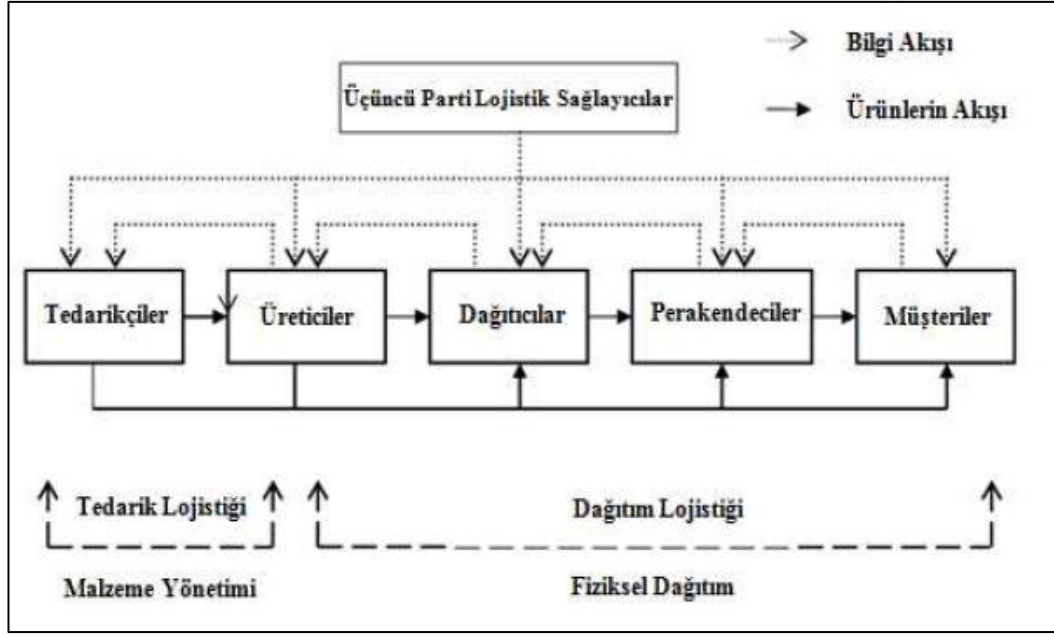 Bilgi Akışı
Üçüncü Parti Lojistik Sağlayıcılar
Ürünlerin Akışı
Tedarikçiler
Üreticiler
Dağıtıcılar
Perakendeciler
Müşteriler
Tedarik Lojistiği
Dağıtım Lojistiği
Malzeme Yönetimi
Fiziksel Dağıtım